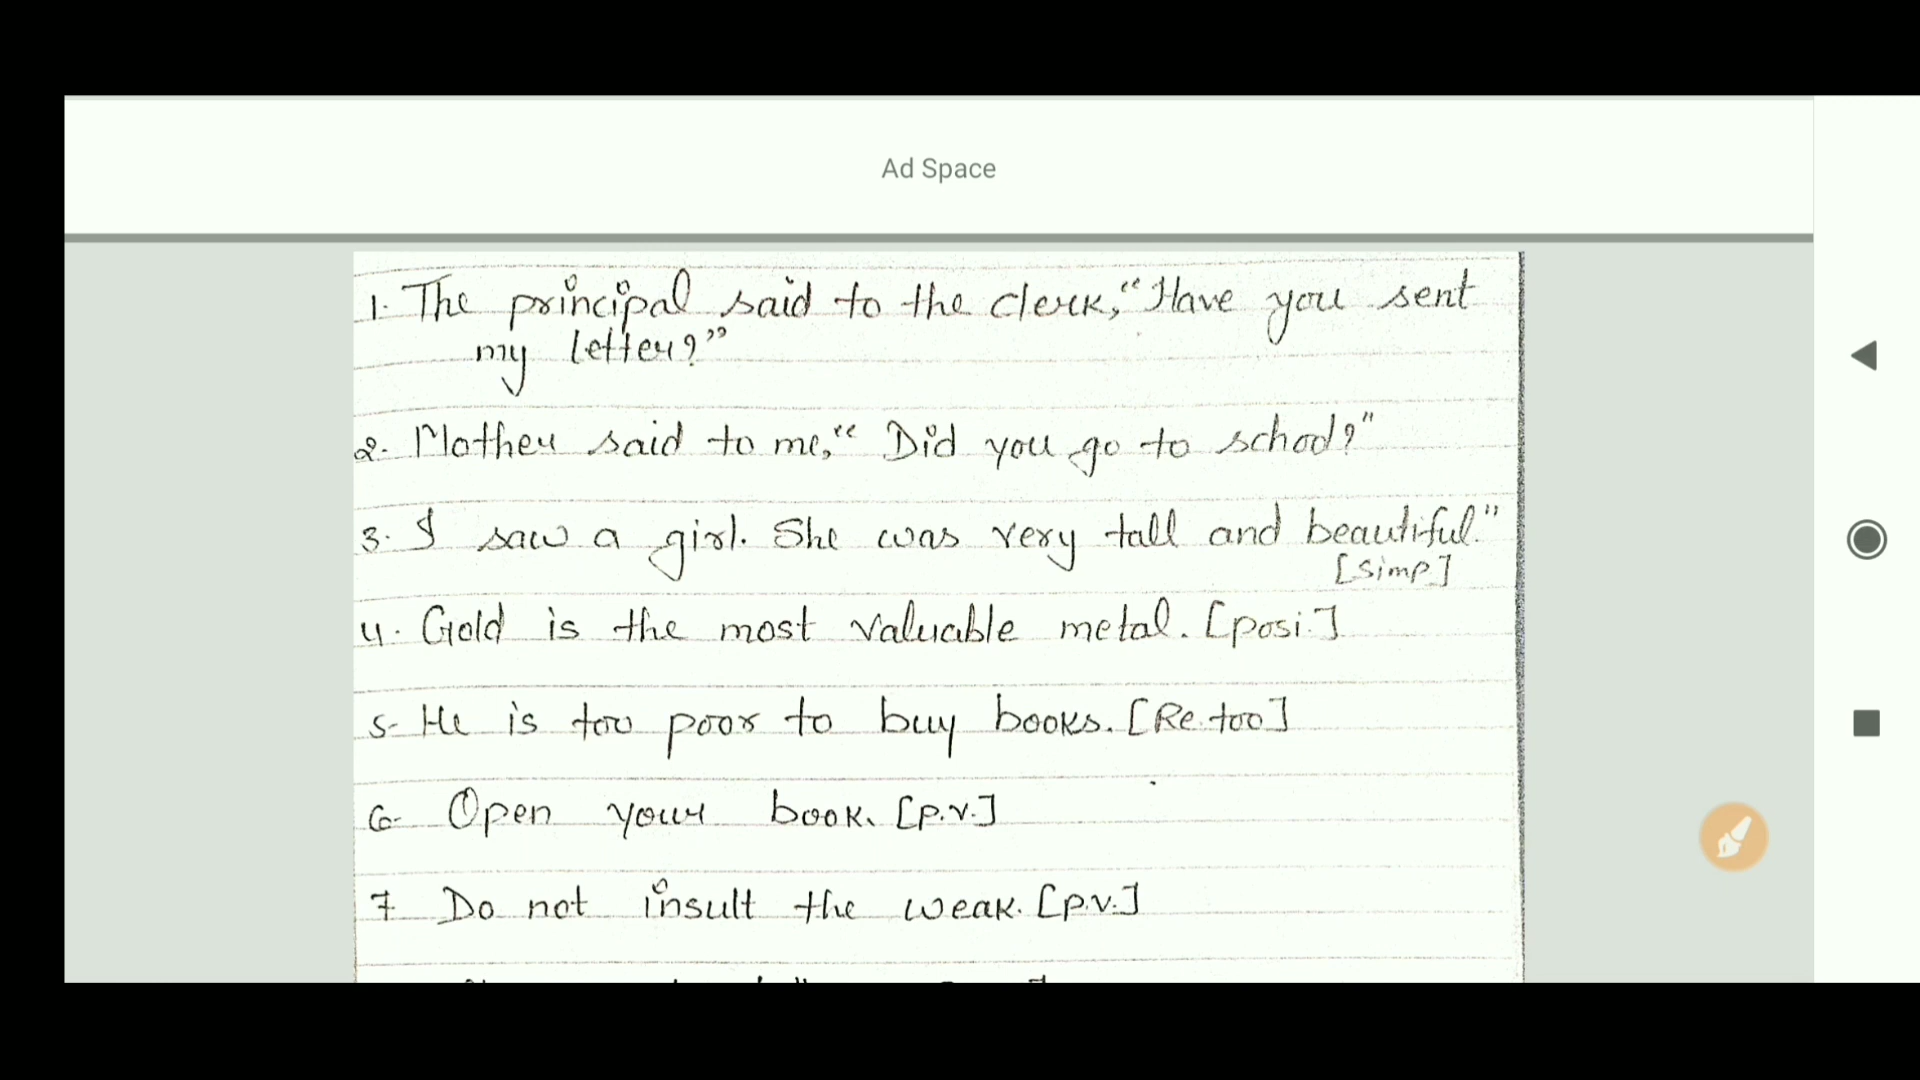 Ad Space
1. The principal said to the clerk, "Have you sent
my letter?"
2. Mother said to me, " Did you go to school?"
3. I saw a girl. She was very tall and beautiful."
[Simp]
4. Gold is the most valuable metal. [posi.]
5- He is too poor to buy books. [Re. too]
6- Open your book. [p.v.]
7 Do not insult the weak. [p.v.]